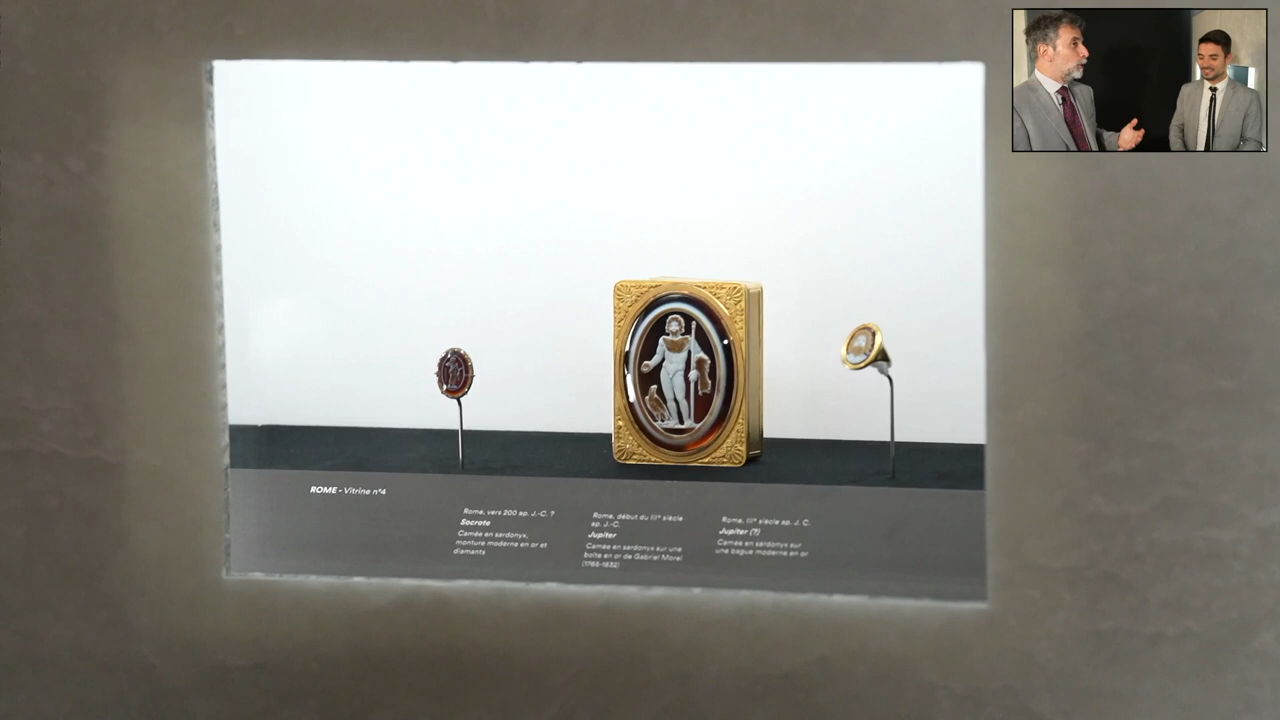 ROME - Vitrine n°4
Rome, vers 200 ap. J.-C. ?
Socrate
Camée en sardonyx,
monture moderne en or et
diamants
Rome, début du IIIᵉ siècle
ap. J.-C.
Jupiter
Camée en sardonyx sur une
boîte en or de Gabriel Morel
(1765-1832)
Rome, IIIᵉ siècle ap. J. C.
Jupiter (?)
Camée en sardonyx sur
une bague moderne en or